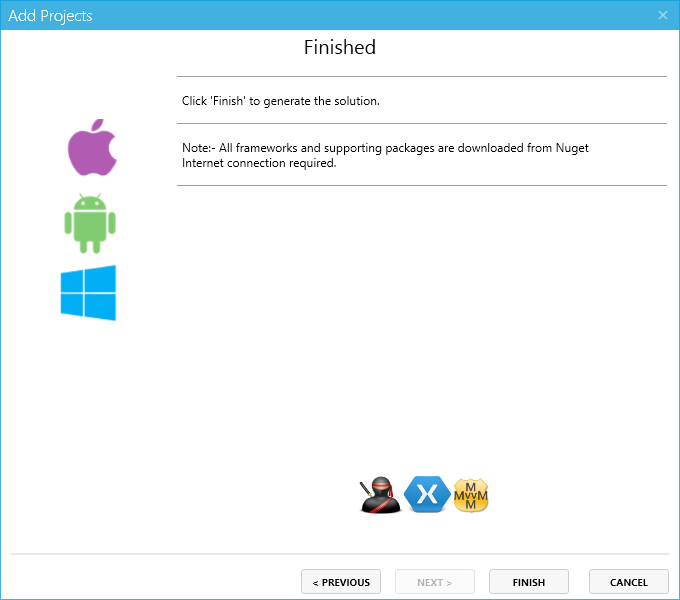 Add Projects
Finished
Click 'Finish' to generate the solution.
Note:- All frameworks and supporting packages are downloaded from Nuget
Internet connection required.
M
MvvM
M
< PREVIOUS
NEXT >
FINISH
CANCEL